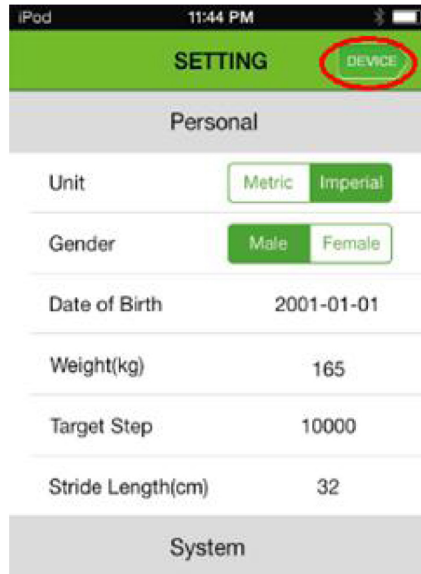 iPod 11:44 PM
SETTING DEVICE
Personal
Unit Metric Imperial
Gender Male Female
Date of Birth 2001-01-01
Weight(kg) 165
Target Step 10000
Stride Length(cm) 32
System